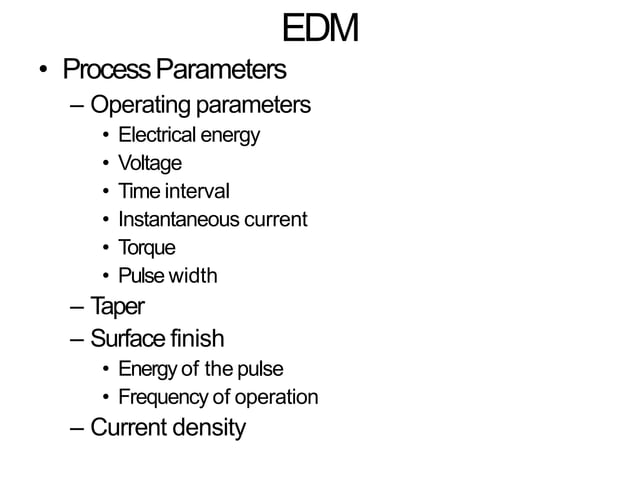 EDM
• Process Parameters
– Operating parameters
• Electrical energy
• Voltage
• Time interval
• Instantaneous current
• Torque
• Pulse width
– Taper
– Surface finish
• Energy of the pulse
• Frequency of operation
– Current density